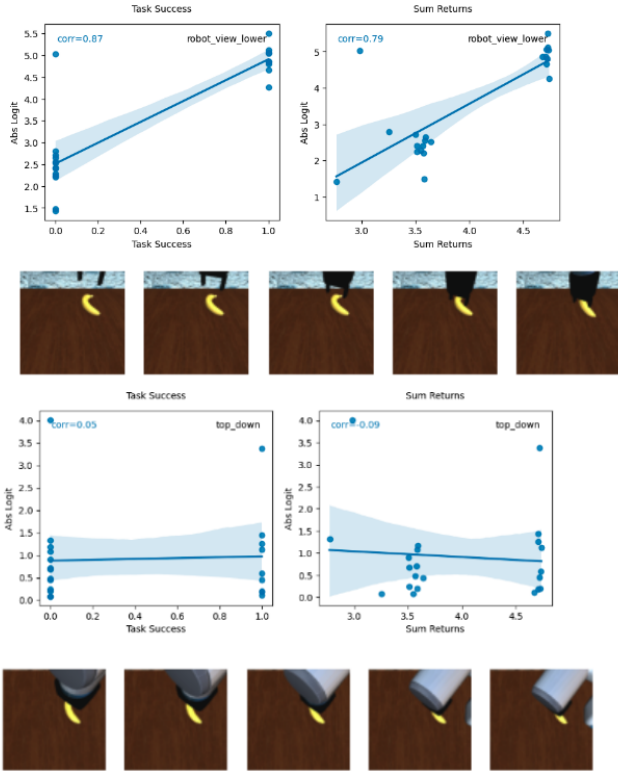 Task Success
Sum Returns
corr=0.87
robot_view_lower
corr=0.79
robot_view_lower
Abs Logit
5.5
5.0
4.5
4.0
3.5
3.0
2.5
2.0
1.5
0.0
0.2
0.4
0.6
0.8
1.0
Task Success
Abs Logit
5
4
3
2
1
3.0
3.5
4.0
4.5
Sum Returns
Task Success
Sum Returns
corr=0.05
top_down
corr=-0.09
top_down
Abs Logit
4.0
3.5
3.0
2.5
2.0
1.5
1.0
0.5
0.0
0.0
0.2
0.4
0.6
0.8
1.0
Task Success
Abs Logit
4.0
3.5
3.0
2.5
2.0
1.5
1.0
0.5
0.0
3.0
3.5
4.0
4.5
Sum Returns